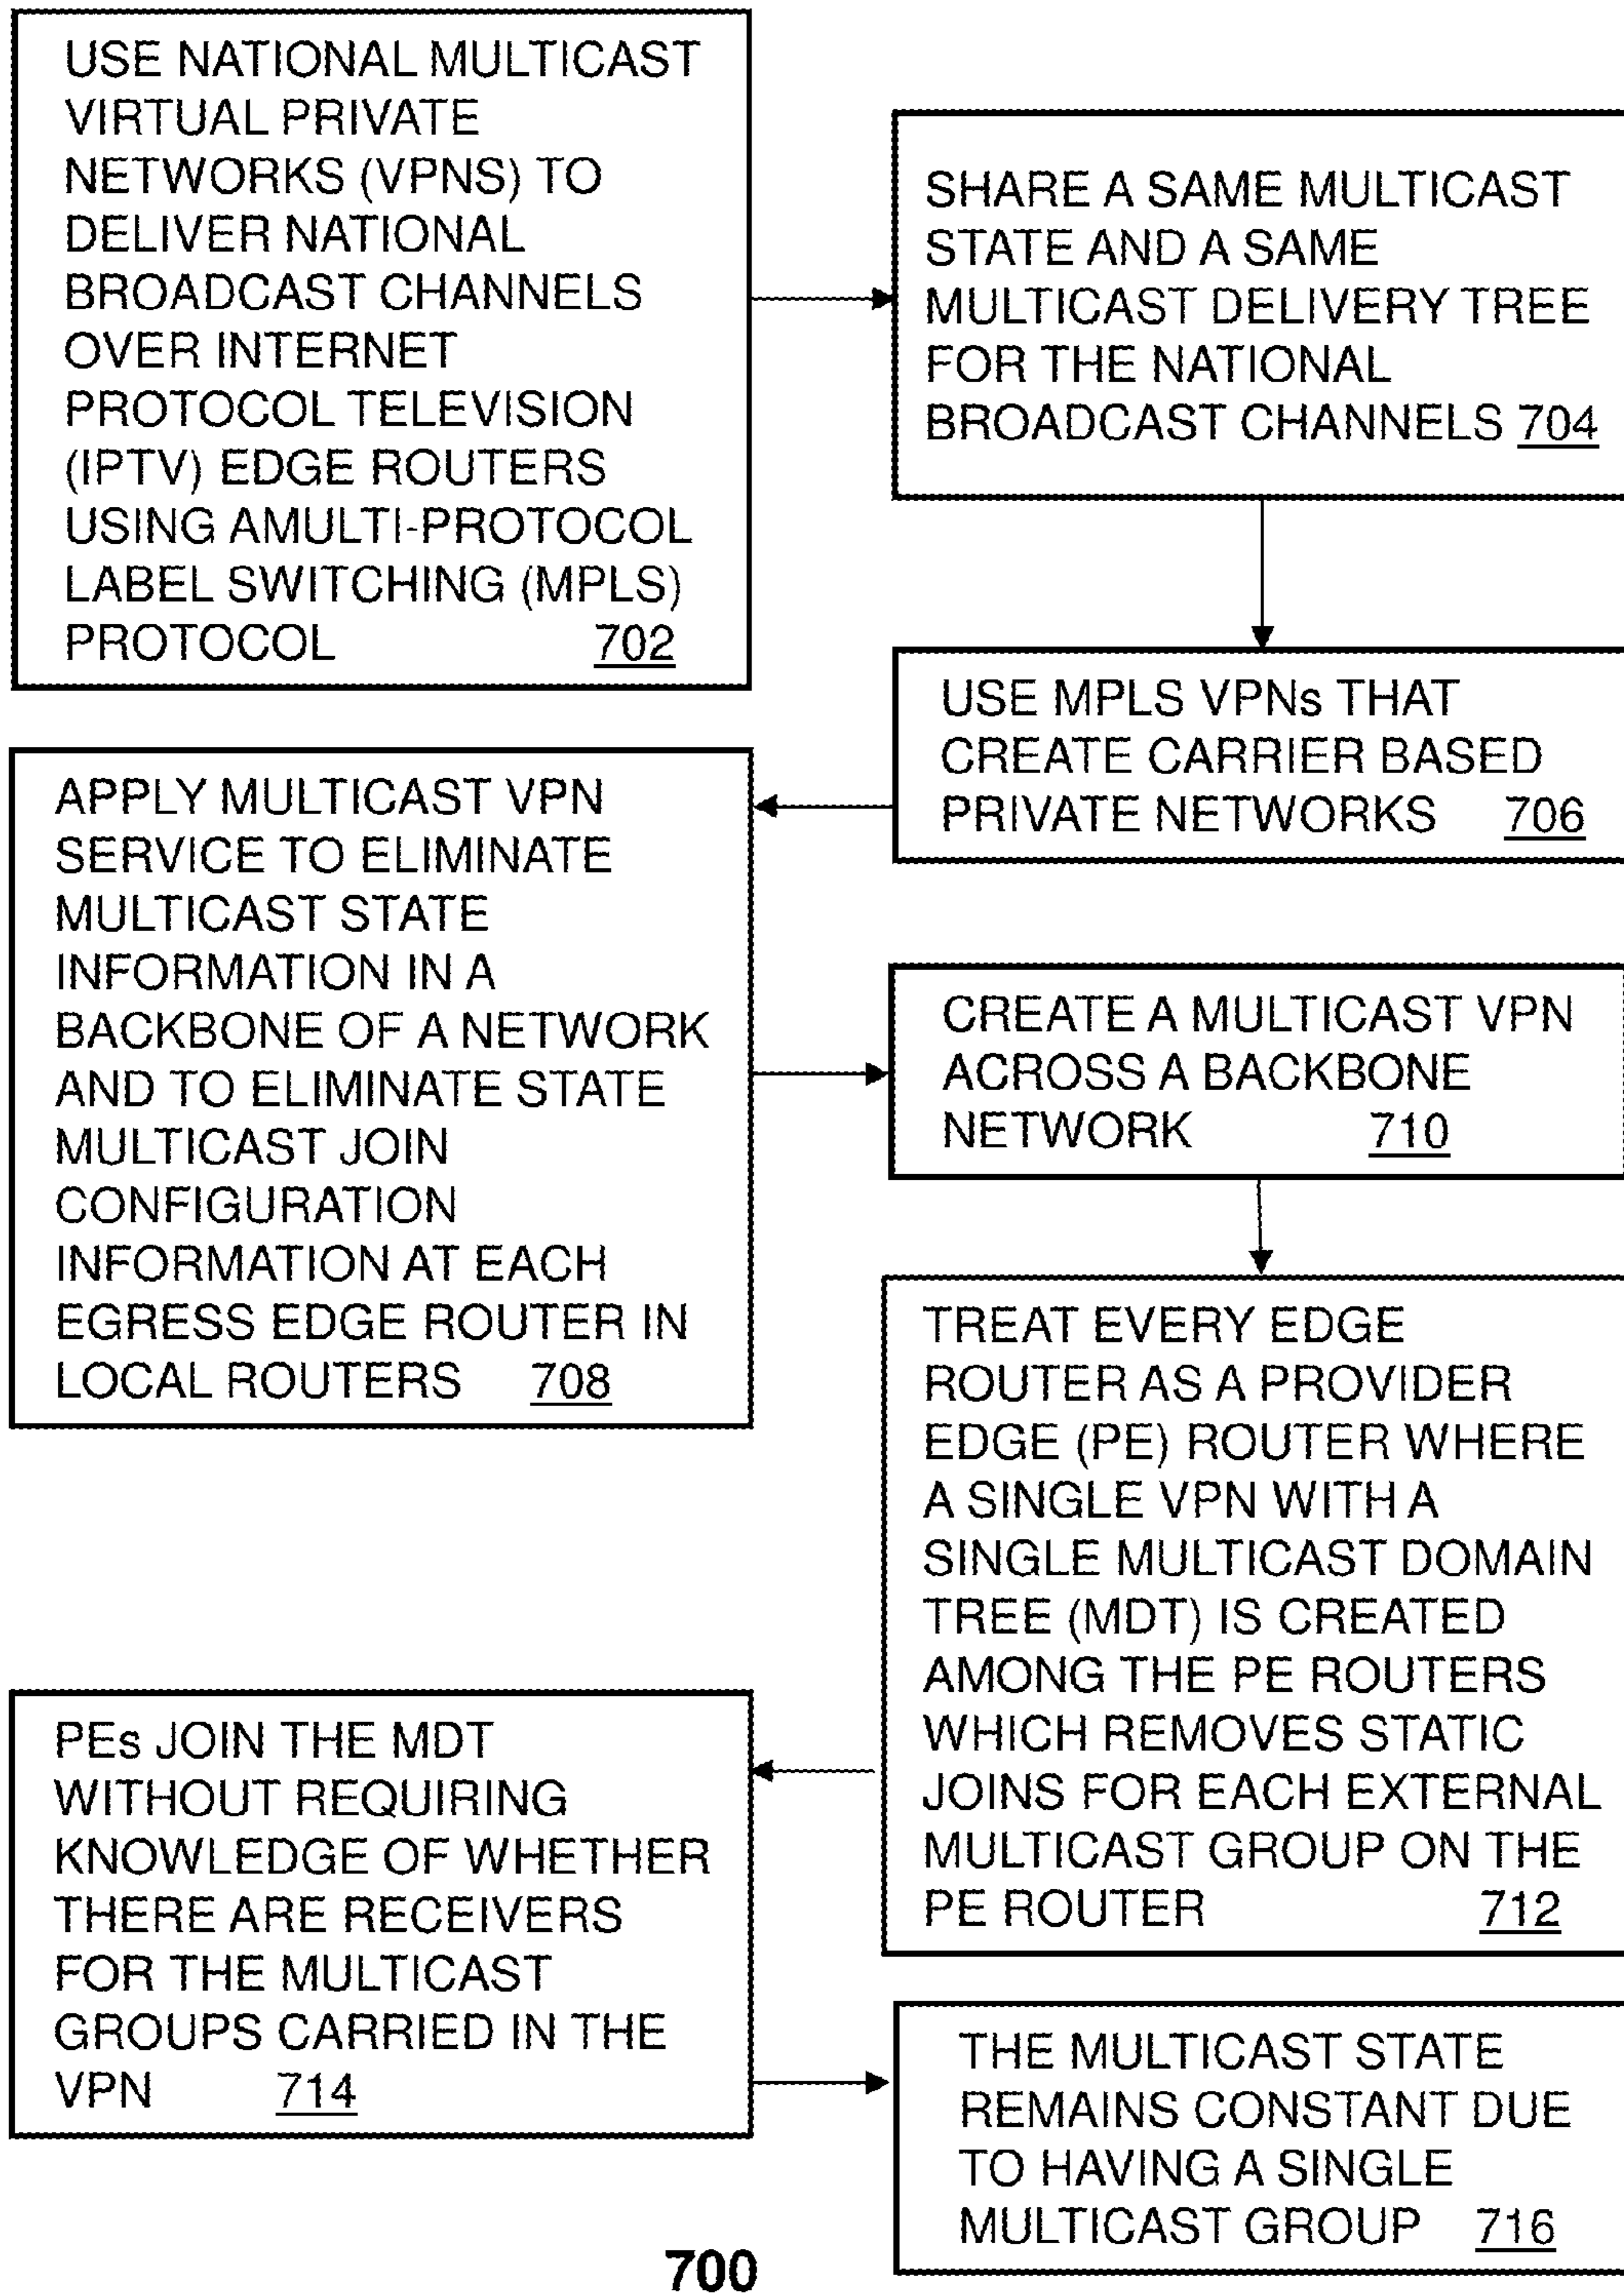 USE NATIONAL MULTICAST
VIRTUAL PRIVATE
NETWORKS (VPNS) TO
DELIVER NATIONAL
BROADCAST CHANNELS
OVER INTERNET
PROTOCOL TELEVISION
(IPTV) EDGE ROUTERS
USING AMULTI-PROTOCOL
LABEL SWITCHING (MPLS)
PROTOCOL 702
SHARE A SAME MULTICAST
STATE AND A SAME
MULTICAST DELIVERY TREE
FOR THE NATIONAL
BROADCAST CHANNELS 704
USE MPLS VPNs THAT
CREATE CARRIER BASED
PRIVATE NETWORKS 706
APPLY MULTICAST VPN
SERVICE TO ELIMINATE
MULTICAST STATE
INFORMATION IN A
BACKBONE OF A NETWORK
AND TO ELIMINATE STATE
MULTICAST JOIN
CONFIGURATION
INFORMATION AT EACH
EGRESS EDGE ROUTER IN
LOCAL ROUTERS 708
CREATE A MULTICAST VPN
ACROSS A BACKBONE
NETWORK 710
TREAT EVERY EDGE
ROUTER AS A PROVIDER
EDGE (PE) ROUTER WHERE
A SINGLE VPN WITH A
SINGLE MULTICAST DOMAIN
TREE (MDT) IS CREATED
AMONG THE PE ROUTERS
WHICH REMOVES STATIC
JOINS FOR EACH EXTERNAL
MULTICAST GROUP ON THE
PE ROUTER 712
PEs JOIN THE MDT
WITHOUT REQUIRING
KNOWLEDGE OF WHETHER
THERE ARE RECEIVERS
FOR THE MULTICAST
GROUPS CARRIED IN THE
VPN 714
THE MULTICAST STATE
REMAINS CONSTANT DUE
TO HAVING A SINGLE
MULTICAST GROUP 716
700